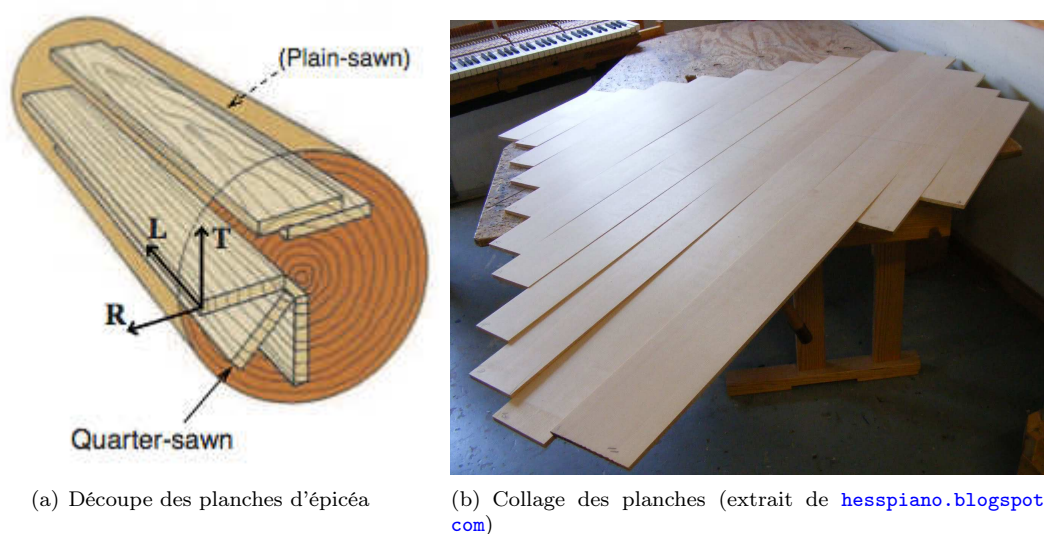 (Plain-sawn)
L
T
R
Quarter-sawn
(a) Découpe des planches d'épicéa
(b) Collage des planches (extrait de hesspiano.blogspot
com)